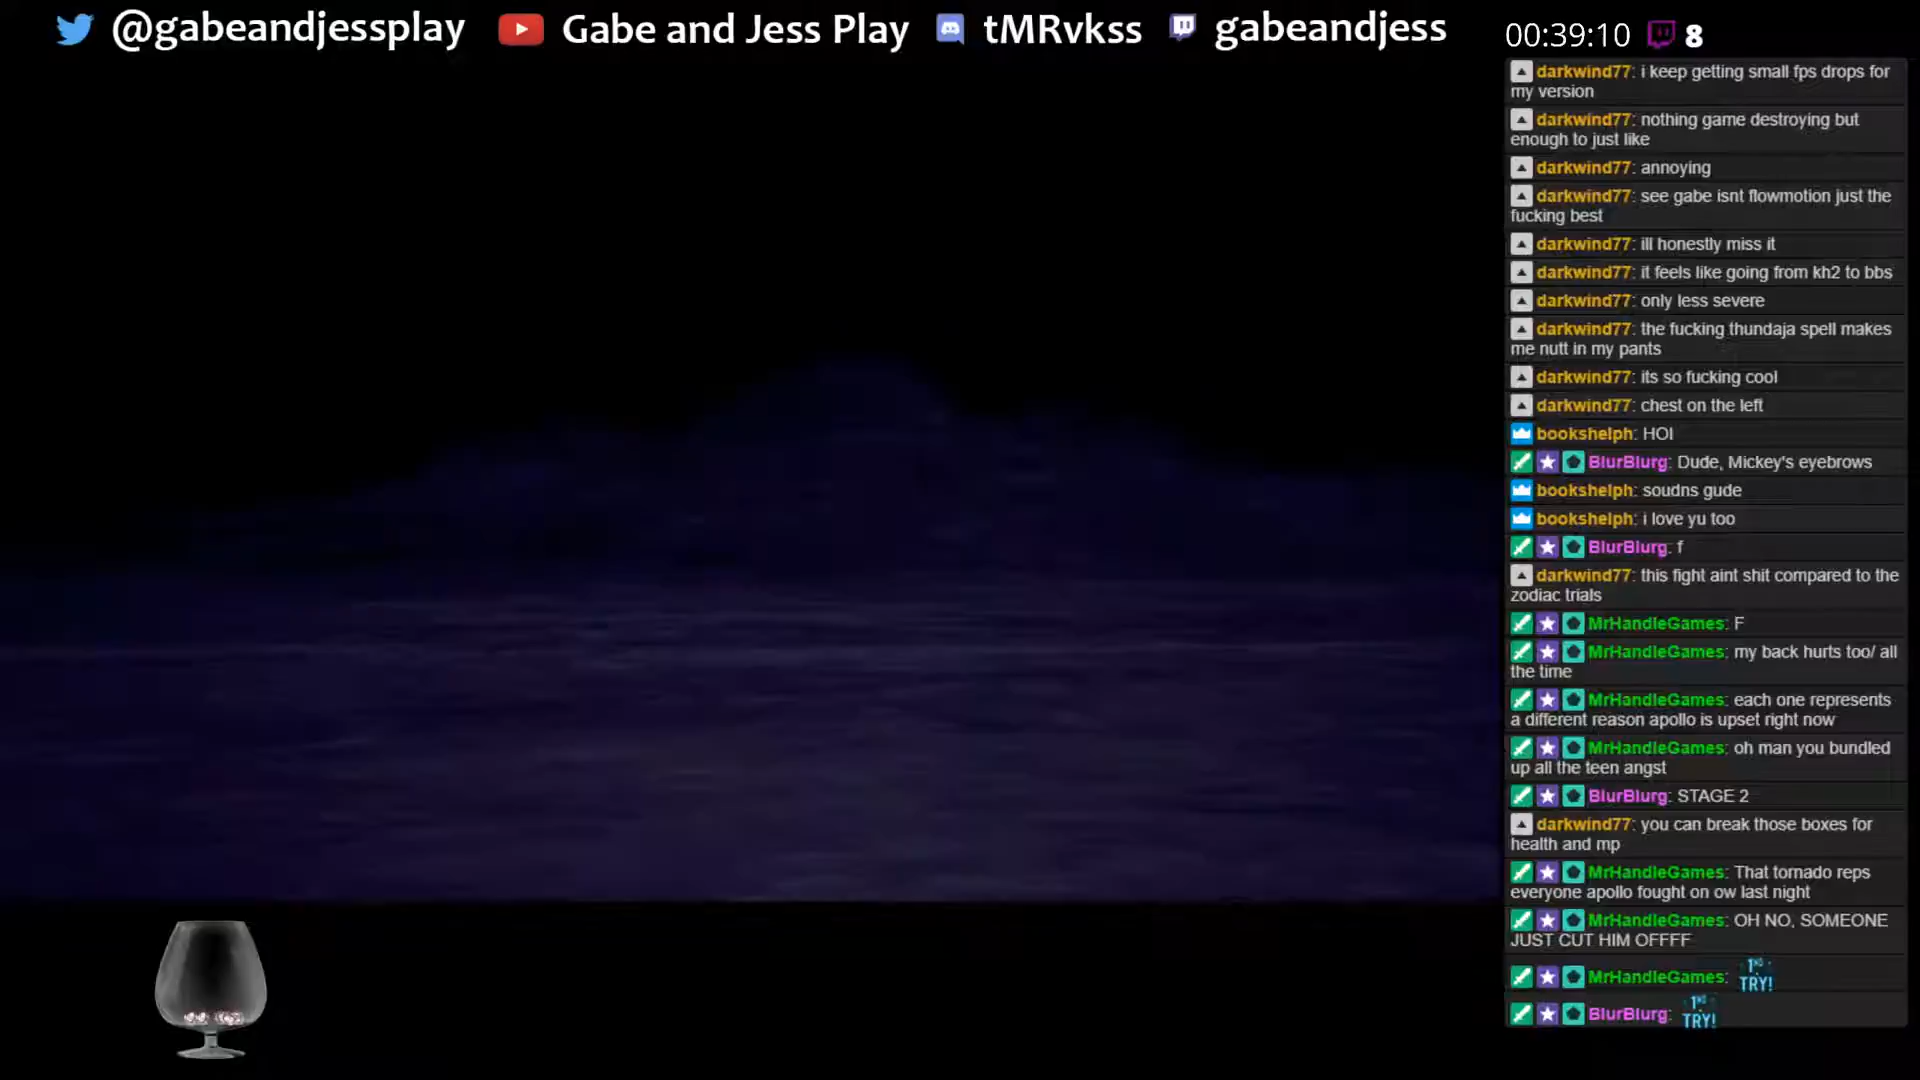 @gabeandjessplay Gabe and Jess Play tMRvkss gabeandjess
00:39:10 8
darkwind77: i keep getting small fps drops for
my version
darkwind77: nothing game destroying but
enough to just like
darkwind77: annoying
darkwind77: see gabe isnt flowmotion just the
fucking best
darkwind77: ill honestly miss it
darkwind77: it feels like going from kh2 to bbs
darkwind77: only less severe
darkwind77: the fucking thundaja spell makes
me nutt in my pants
darkwind77: its so fucking cool
darkwind77: chest on the left
bookshelph: HOI
BlurBlurg: Dude, Mickey's eyebrows
bookshelph: soudns gude
bookshelph: i love yu too
BlurBlurg: f
darkwind77: this fight aint shit compared to the
zodiac trials
MrHandleGames: F
MrHandleGames: my back hurts too/ all
the time
MrHandleGames: each one represents
a different reason apollo is upset right now
MrHandleGames: oh man you bundled
up all the teen angst
BlurBlurg: STAGE 2
darkwind77: you can break those boxes for
health and mp
MrHandleGames: That tornado reps
everyone apollo fought on ow last night
MrHandleGames: OH NO, SOMEONE
JUST CUT HIM OFFFF
MrHandleGames: 1ST TRY!
BlurBlurg: 1ST TRY!